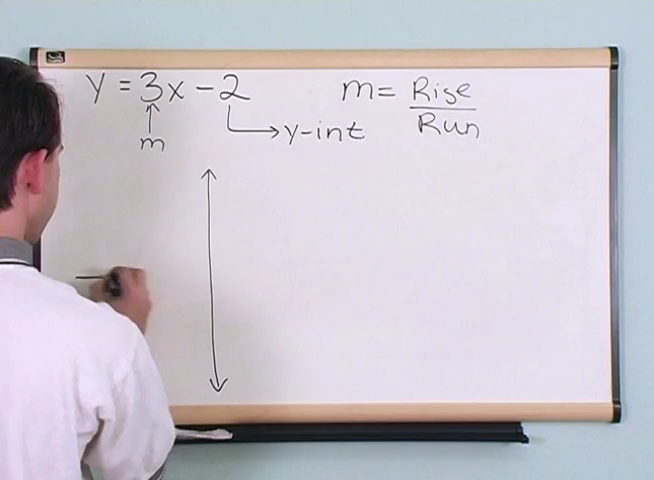 y = 3x - 2
m = Rise/Run
m
y-int